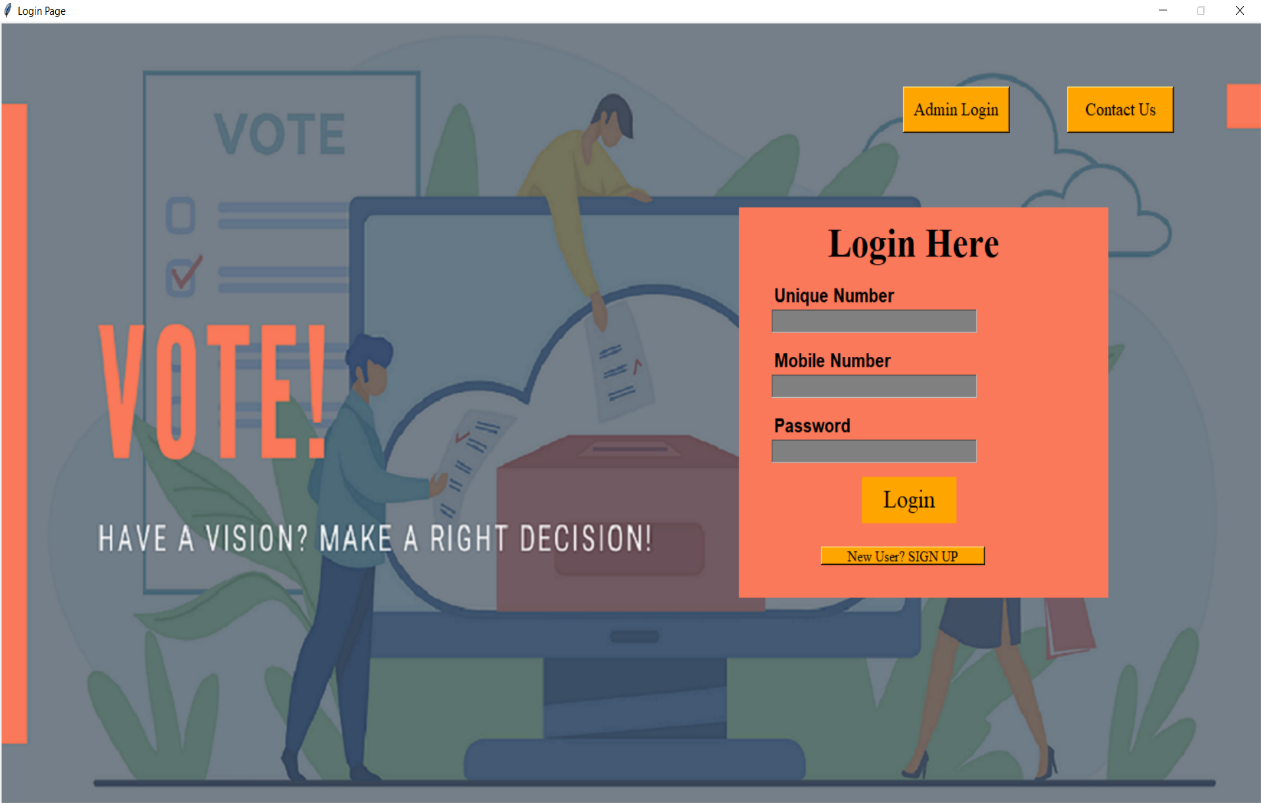 Login Page
Admin Login
Contact Us
VOTE
Login Here
Unique Number
Mobile Number
Password
Login
New User? SIGN UP
VOTE!
HAVE A VISION? MAKE A RIGHT DECISION!